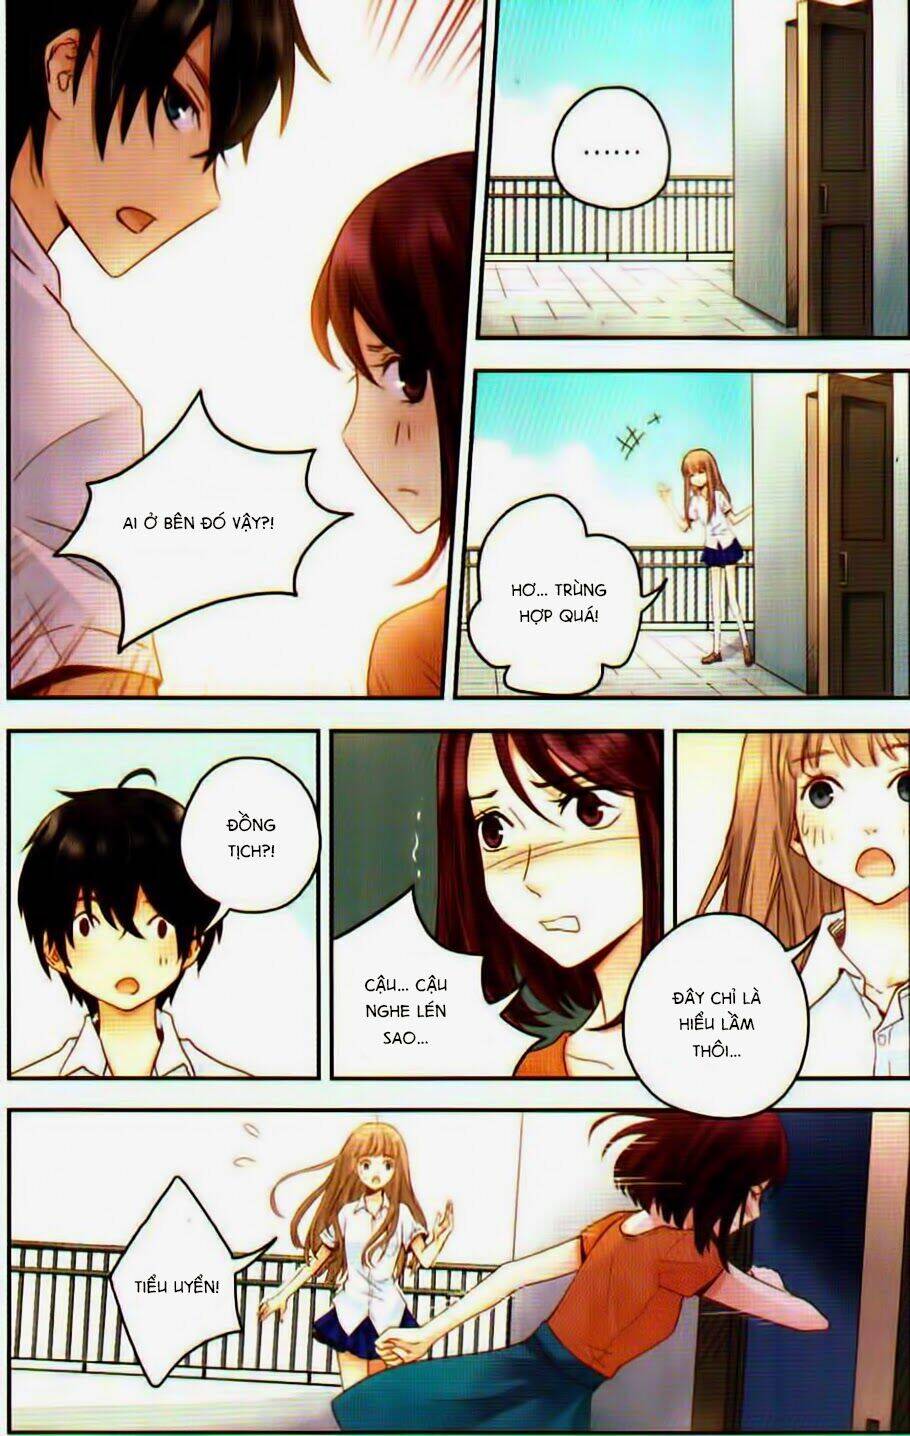 AI Ở BÊN ĐÓ VẬY?!
......
HƠ... TRÙNG
HỢP QUÁ!
ĐỒNG
TỊCH?!
CẬU... CẬU
NGHE LÉN
SAO...
ĐÂY CHỈ LÀ
HIỂU LẦM
THÔI...
TIỂU UYỂN!